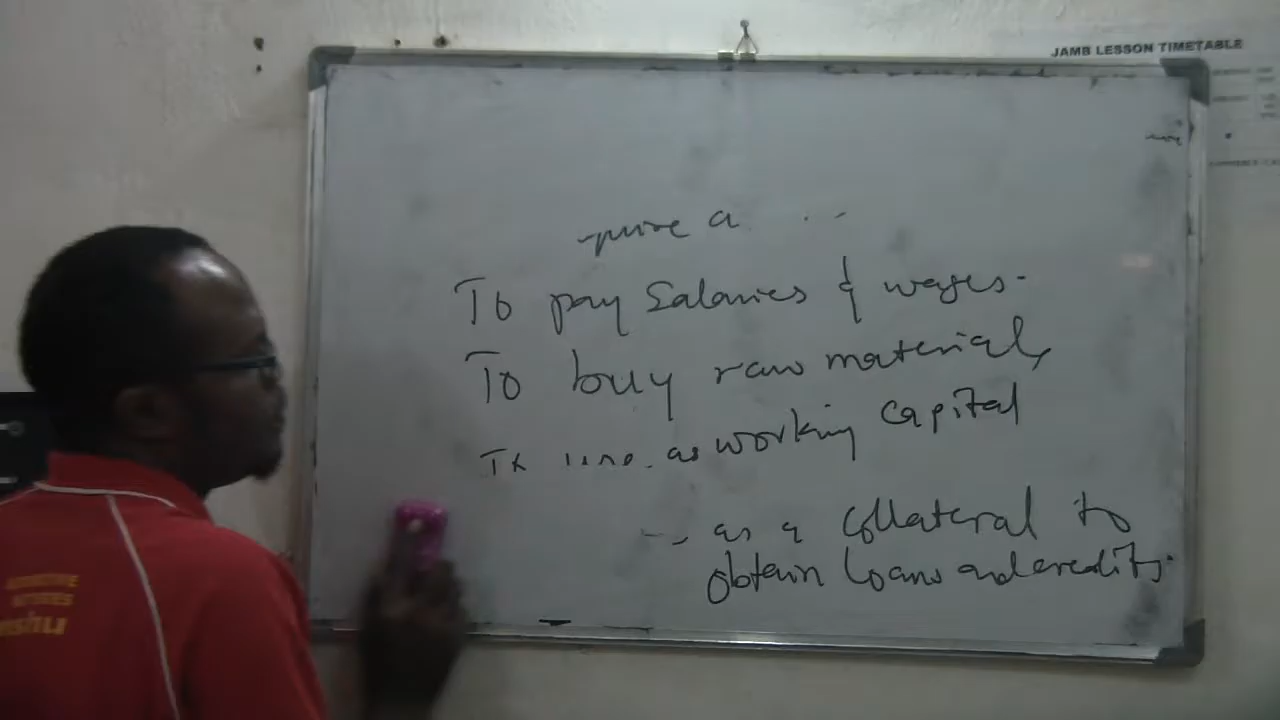 JAMB LESSON TIMETABLE
a
To pay Salaries & wages.
To buy raw materials
as working capital
as a collateral to
obtain loans and credits.